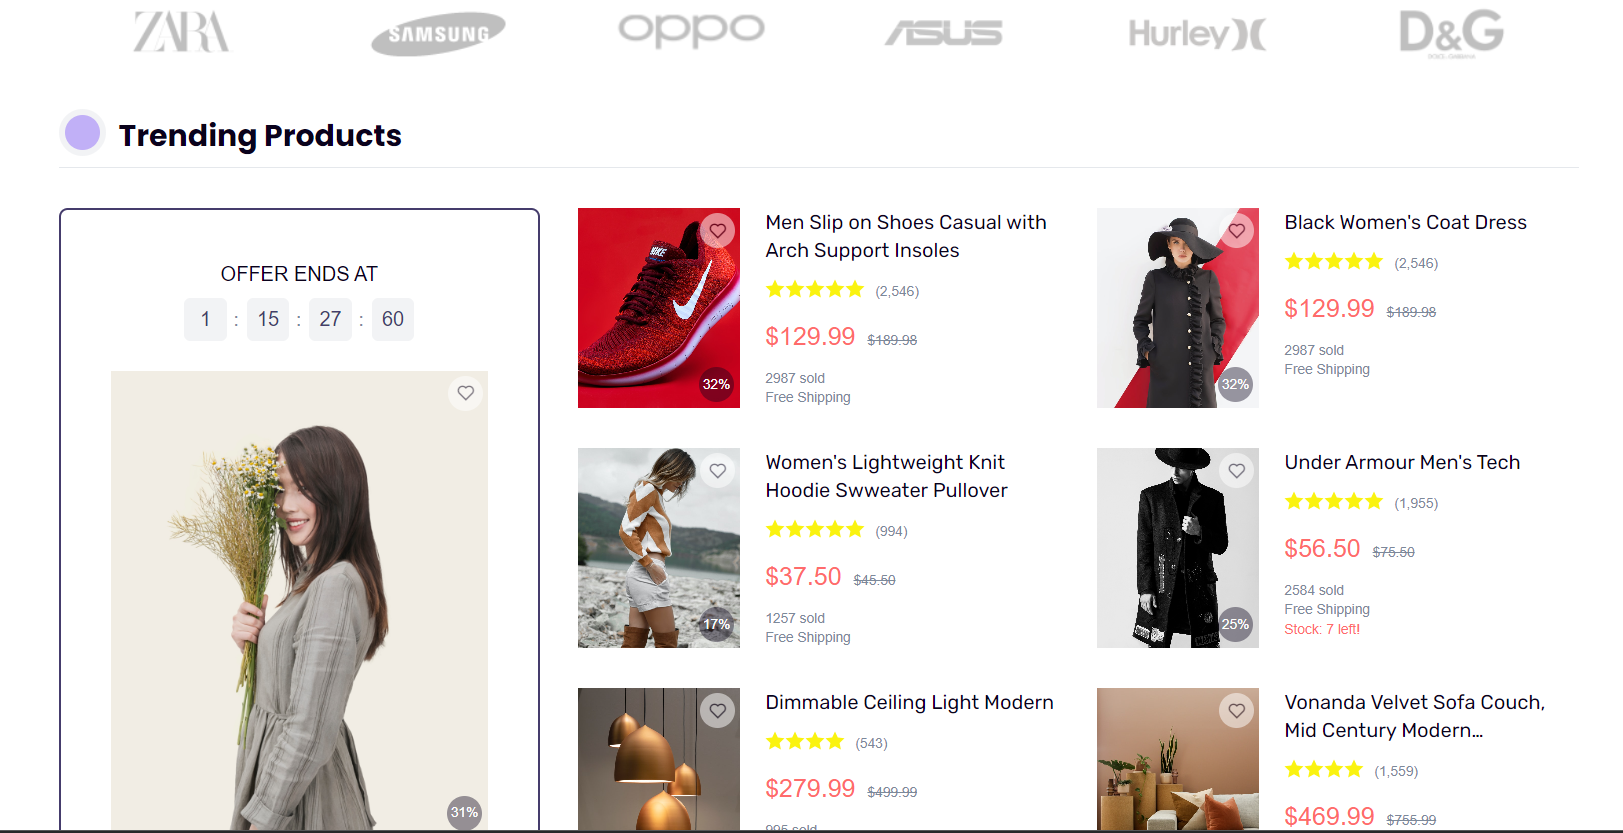 ZARA SAMSUNG oppo ASUS Hurley D&G
Trending Products
OFFER ENDS AT
1 : 15 : 27 : 60
31%
NIKE
32%
Men Slip on Shoes Casual with
Arch Support Insoles
(2,546)
$129.99 $189.98
2987 sold
Free Shipping
32%
Black Women's Coat Dress
(2,546)
$129.99 $189.98
2987 sold
Free Shipping
17%
Women's Lightweight Knit
Hoodie Swweater Pullover
(994)
$37.50 $45.50
1257 sold
Free Shipping
25%
Under Armour Men's Tech
(1,955)
$56.50 $75.50
2584 sold
Free Shipping
Stock: 7 left!
Dimmable Ceiling Light Modern
(543)
$279.99 $499.99
995 sold
Vonanda Velvet Sofa Couch,
Mid Century Modern...
(1,559)
$469.99 $755.99